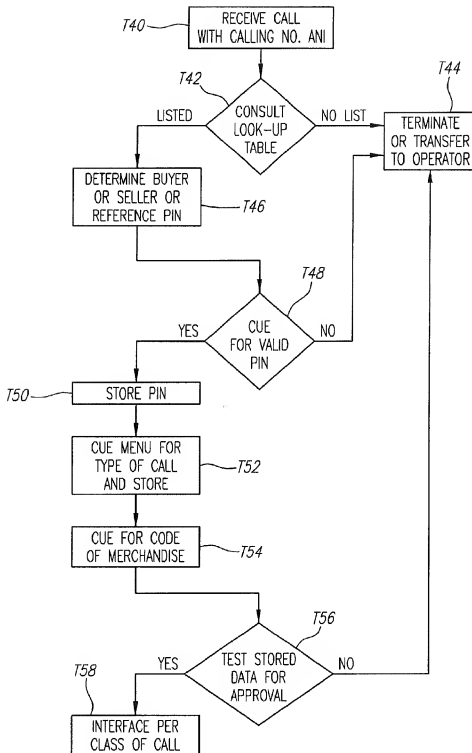 T40
RECEIVE CALL
WITH CALLING NO. ANI
T42
CONSULT
LOOK-UP
TABLE
LISTED
NO LIST
T44
TERMINATE
OR TRANSFER
TO OPERATOR
DETERMINE BUYER
OR SELLER OR
REFERENCE PIN
T46
T48
CUE
FOR VALID
PIN
YES
NO
T50
STORE PIN
CUE MENU FOR
TYPE OF CALL
AND STORE
T52
CUE FOR CODE
OF MERCHANDISE
T54
T56
TEST STORED
DATA FOR
APPROVAL
YES
NO
T58
INTERFACE PER
CLASS OF CALL